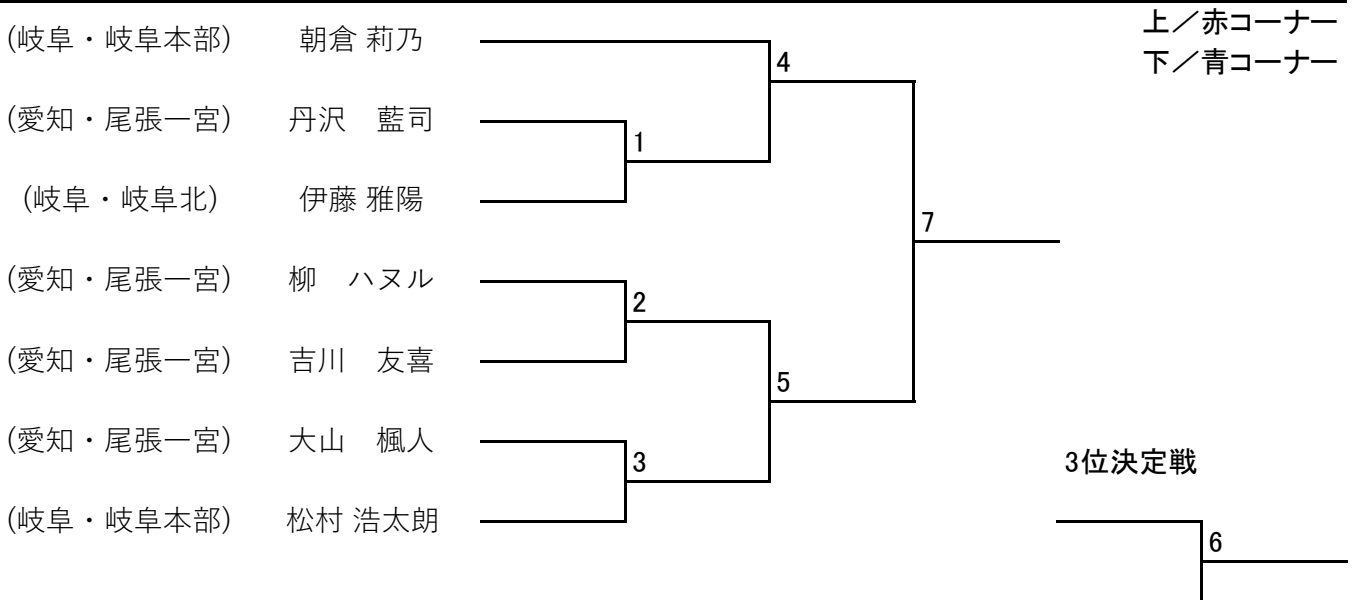 上／赤コーナー
下／青コーナー
(岐阜・岐阜本部) 朝倉 莉乃
4
(愛知・尾張一宮) 丹沢　藍司
1
(岐阜・岐阜北) 伊藤 雅陽
7
(愛知・尾張一宮) 柳　ハヌル
2
(愛知・尾張一宮) 吉川　友喜
5
(愛知・尾張一宮) 大山　楓人
3
3位決定戦
(岐阜・岐阜本部) 松村 浩太朗
6